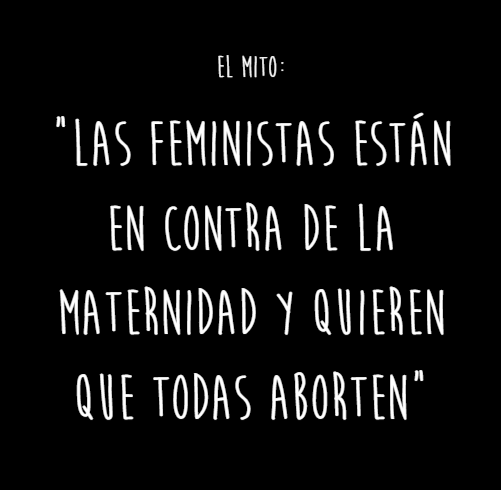 EL MITO:
"LAS FEMINISTAS ESTÁN
EN CONTRA DE LA
MATERNIDAD Y QUIEREN
QUE TODAS ABORTEN"